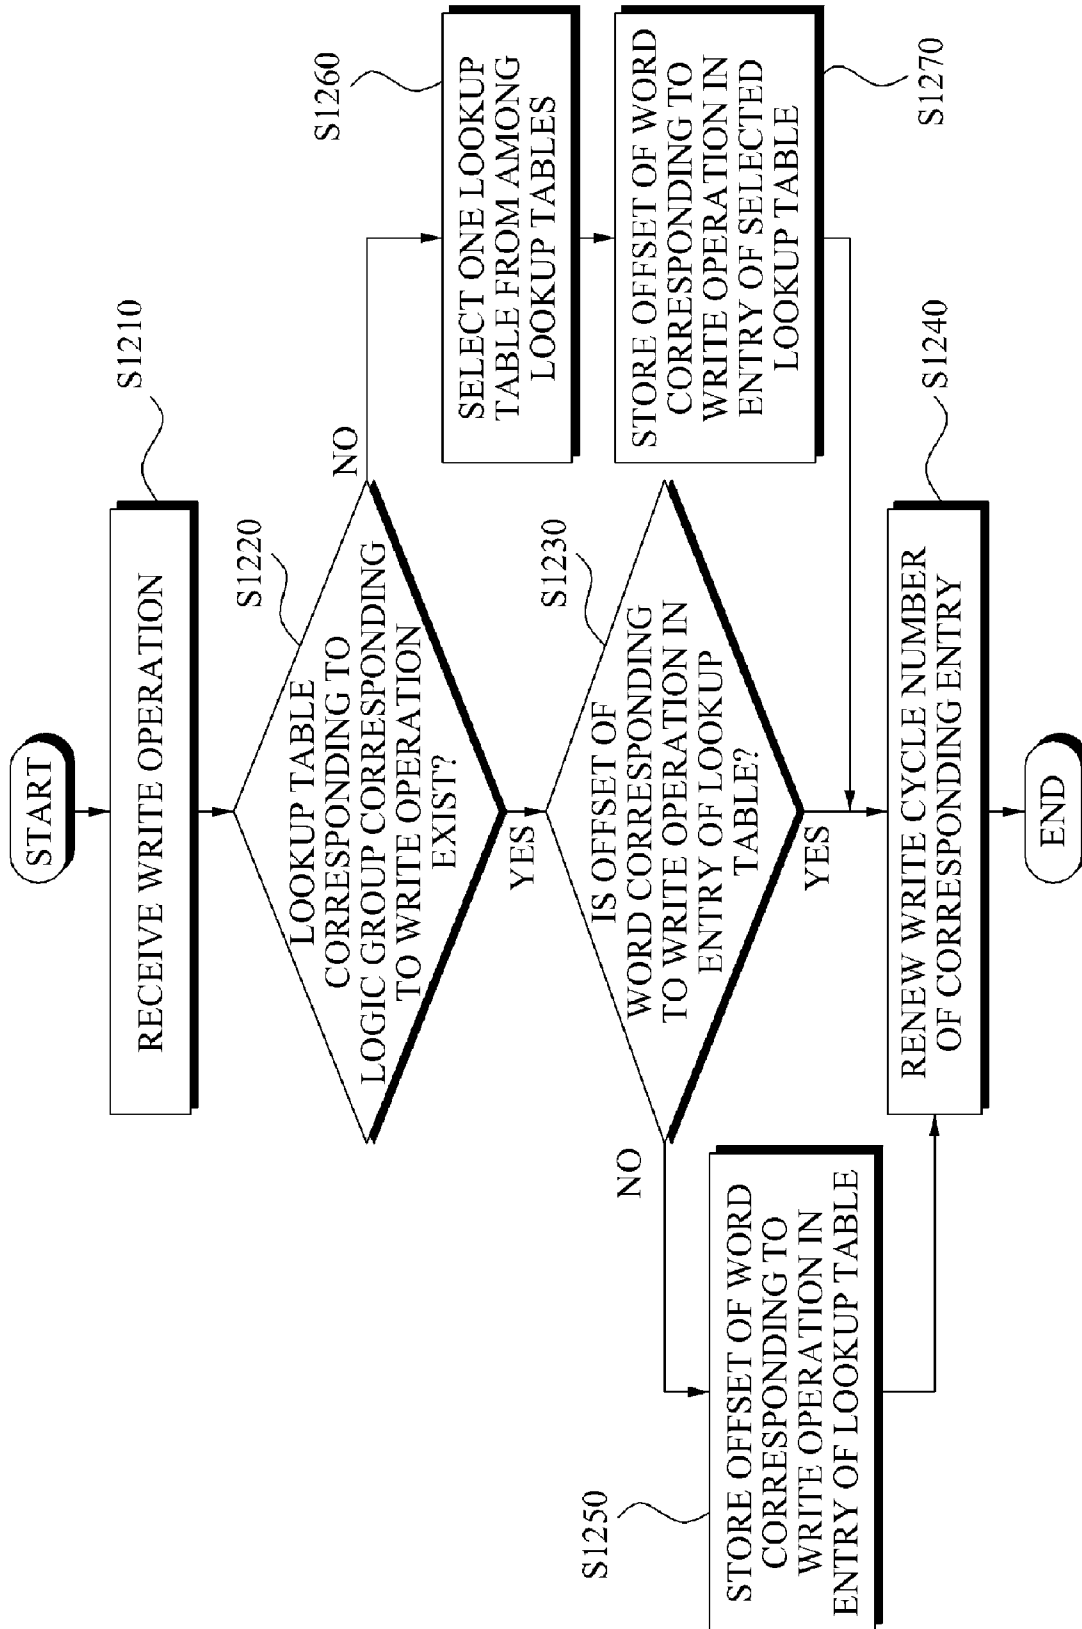 START
RECEIVE WRITE OPERATION
S1210
LOOKUP TABLE
CORRESPONDING TO
LOGIC GROUP CORRESPONDING
TO WRITE OPERATION
EXIST?
S1220
NO
YES
SELECT ONE LOOKUP
TABLE FROM AMONG
LOOKUP TABLES
S1260
IS OFFSET OF
WORD CORRESPONDING
TO WRITE OPERATION IN
ENTRY OF LOOKUP
TABLE?
S1230
NO
YES
STORE OFFSET OF WORD
CORRESPONDING TO
WRITE OPERATION IN
ENTRY OF SELECTED
LOOKUP TABLE
S1270
STORE OFFSET OF WORD
CORRESPONDING TO
WRITE OPERATION IN
ENTRY OF LOOKUP TABLE
S1250
RENEW WRITE CYCLE NUMBER
OF CORRESPONDING ENTRY
S1240
END